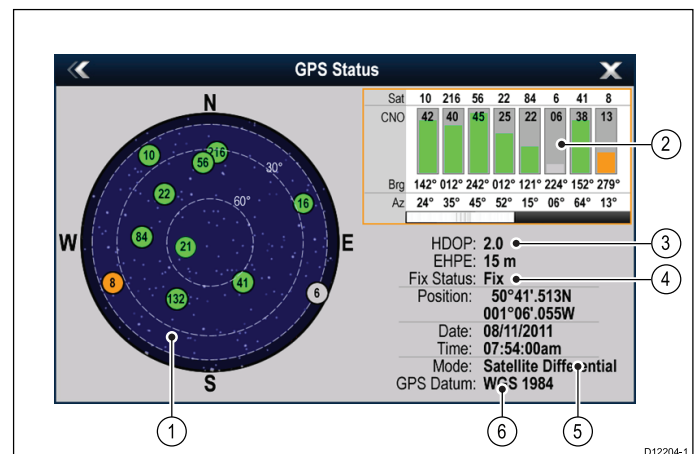 GPS Status
N
W
E
S
30°
60°
10
216
56
22
16
84
21
8
41
132
6
Sat 10 216 56 22 84 6 41 8
CNO 42 40 45 25 22 06 38 13
Brg 142° 012° 242° 012° 121° 224° 152° 279°
Az 24° 35° 45° 52° 15° 06° 64° 13°
HDOP: 2.0
EHPE: 15 m
Fix Status: Fix
Position: 50°41'.513N
001°06'.055W
Date: 08/11/2011
Time: 07:54:00am
Mode: Satellite Differential
GPS Datum: WGS 1984
1
2
3
4
5
6
D12204-1